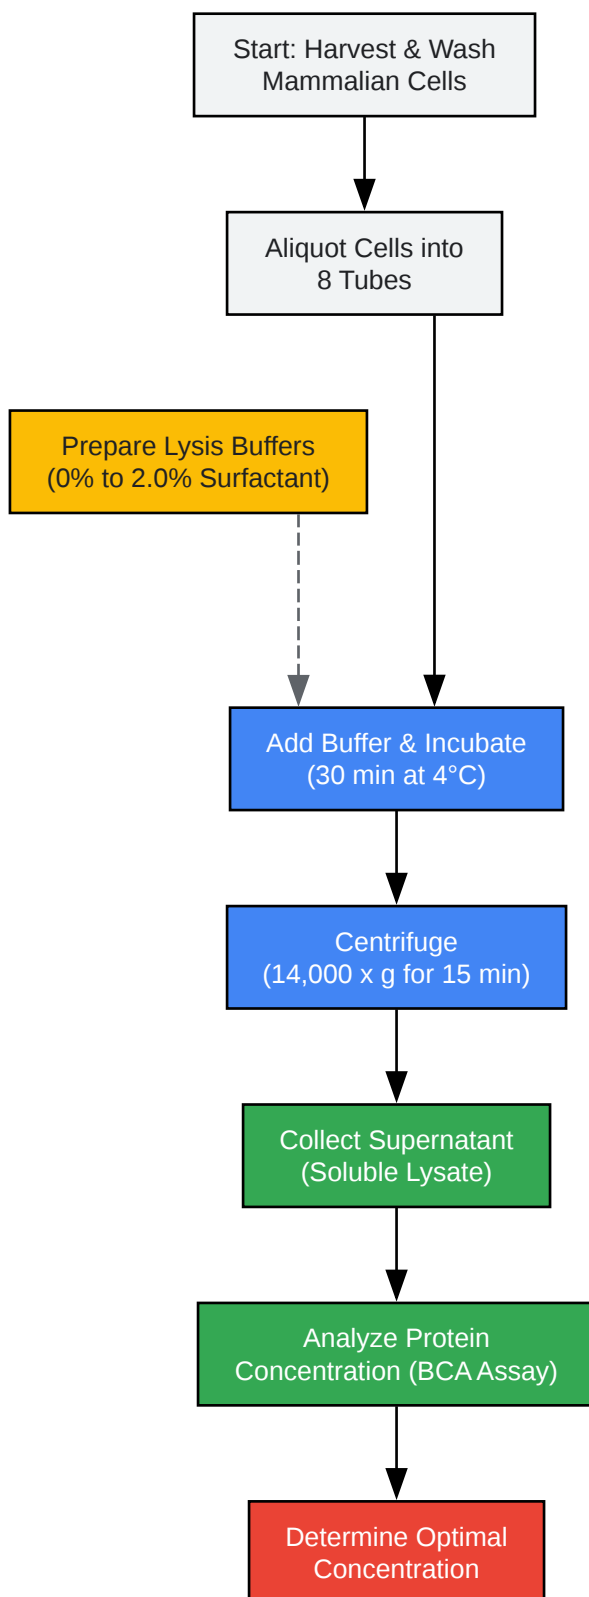 Start: Harvest & Wash
Mammalian Cells
Aliquot Cells into
8 Tubes
Prepare Lysis Buffers
(0% to 2.0% Surfactant)
Add Buffer & Incubate
(30 min at 4°C)
Centrifuge
(14,000 x g for 15 min)
Collect Supernatant
(Soluble Lysate)
Analyze Protein
Concentration (BCA Assay)
Determine Optimal
Concentration